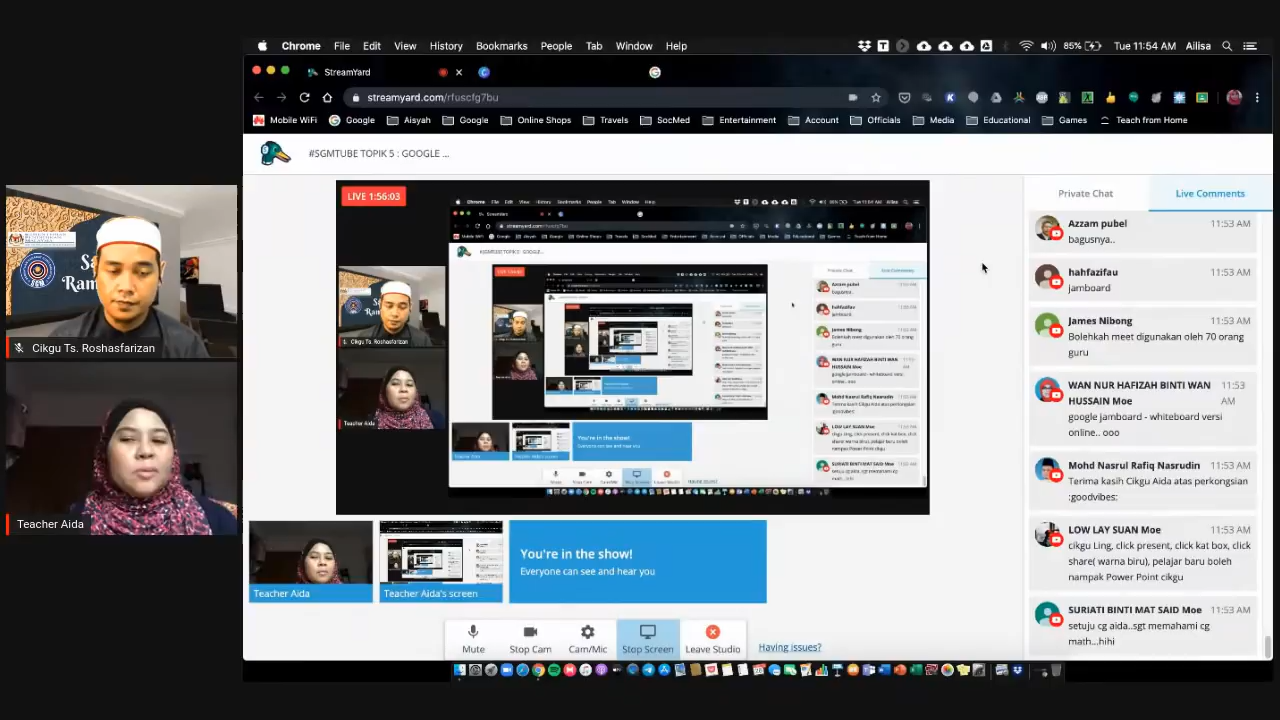 Chrome File Edit View History Bookmarks People Tab Window Help
85% Tue 11:54 AM Ailisa
StreamYard
streamyard.com/rfuscfg7bu
Mobile WiFi Google Aisyah Google Online Shops Travels SocMed Entertainment Account Officials Media Educational Games Teach from Home
#SGMTUBE TOPIK 5 : GOOGLE ...
LIVE 1:56:03
Private Chat Live Comments
Azzam pubel 11:53 AM
bagusnya..
hahfazifau 11:53 AM
jamboard
James Nibong 11:53 AM
Bolehkah meet digunakan oleh 70 orang
guru
WAN NUR HAFIZAH BINTI WAN 11:53
HUSSAIN Moe AM
google jamboard - whiteboard versi
online.. ooo
Mohd Nasrul Rafiq Nasrudin 11:53 AM
Terima kasih Cikgu Aida atas perkongsian
:goodvibes:
LOW LAY SUAN Moe 11:53 AM
cikgu Ling, click present, click at box, click
share( warna biru), pelajar baru boleh
nampak Power Point cikgu
SURIATI BINTI MAT SAID Moe 11:53 AM
setuju cg aida..sgt memahami cg
math...hihi
Cikgu Ts. Roshasfarizan
Teacher Aida
Teacher Aida
Teacher Aida's screen
You're in the show!
Everyone can see and hear you
Mute Stop Cam Cam/Mic Stop Screen Leave Studio Having issues?